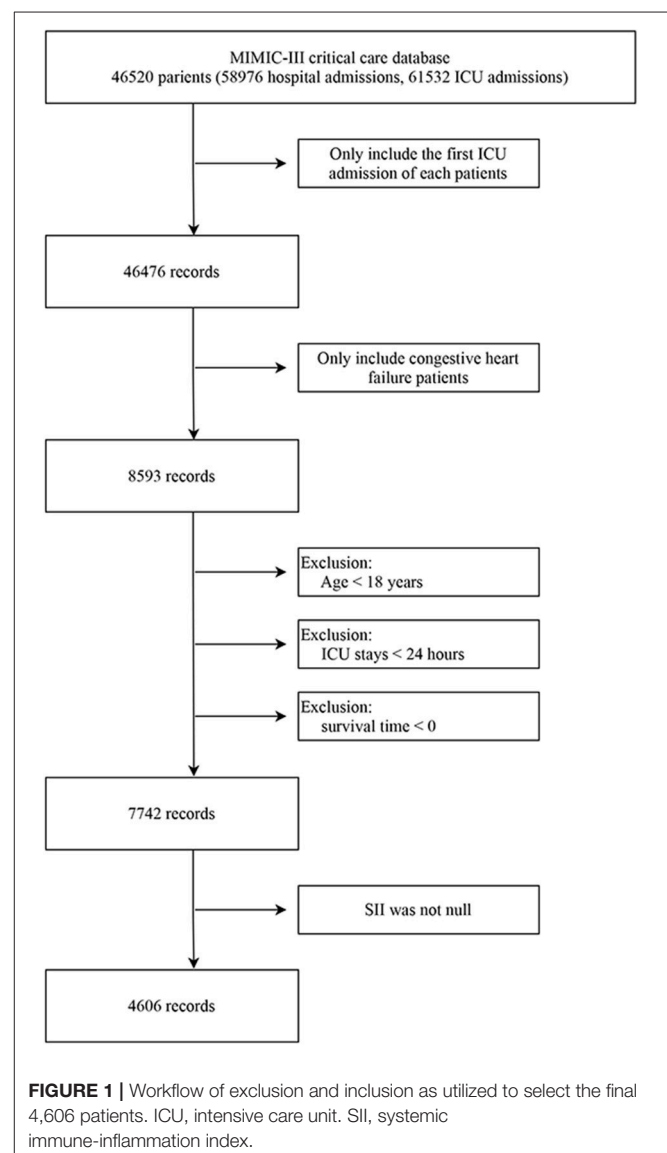 MIMIC-III critical care database
46520 parients (58976 hospital admissions, 61532 ICU admissions)
Only include the first ICU
admission of each patients
46476 records
Only include congestive heart
failure patients
8593 records
Exclusion:
Age < 18 years
Exclusion:
ICU stays < 24 hours
Exclusion:
survival time < 0
7742 records
SII was not null
4606 records
FIGURE 1 | Workflow of exclusion and inclusion as utilized to select the final
4,606 patients. ICU, intensive care unit. SII, systemic
immune-inflammation index.